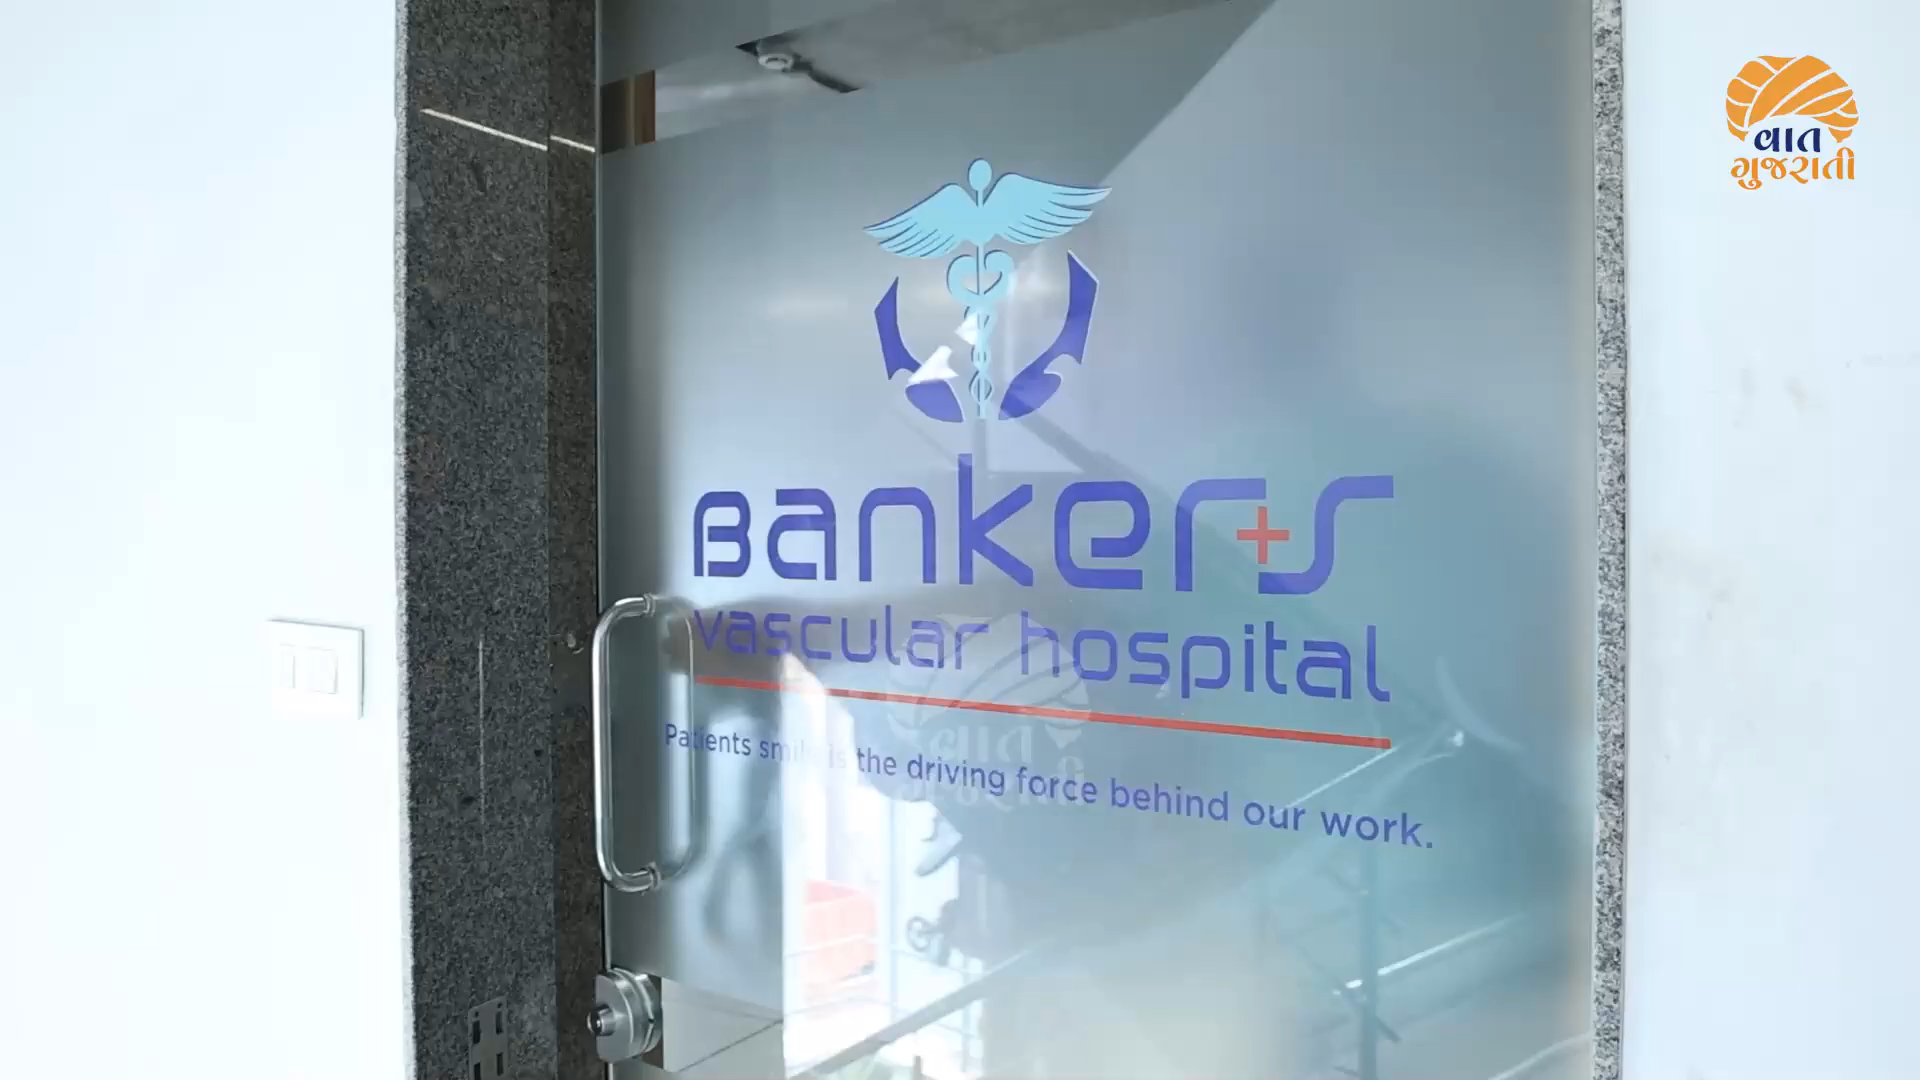 વાત
ગુજરાતી
Bankers
vascular hospital
Patients smile is the driving force behind our work.
વાત